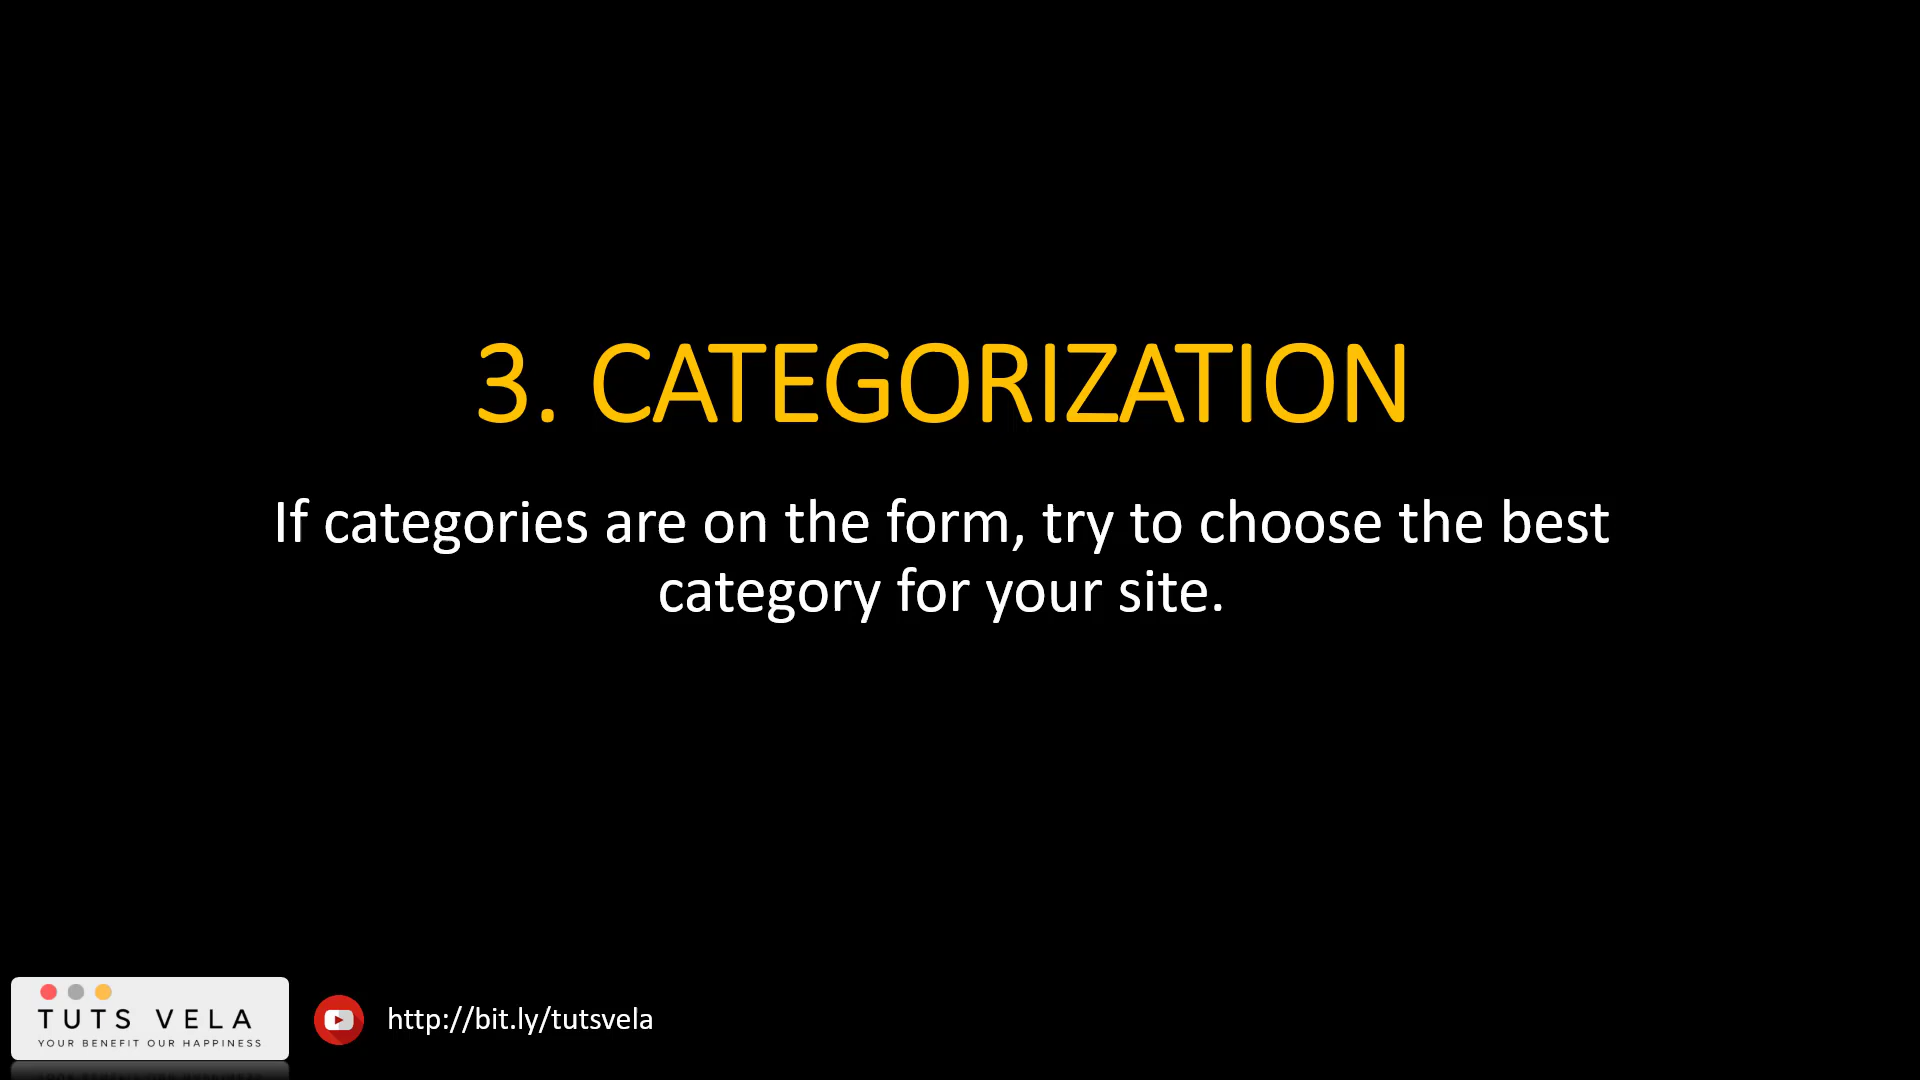 3. CATEGORIZATION
If categories are on the form, try to choose the best
category for your site.
TUTS VELA
YOUR BENEFIT OUR HAPPINESS
http://bit.ly/tutsvela